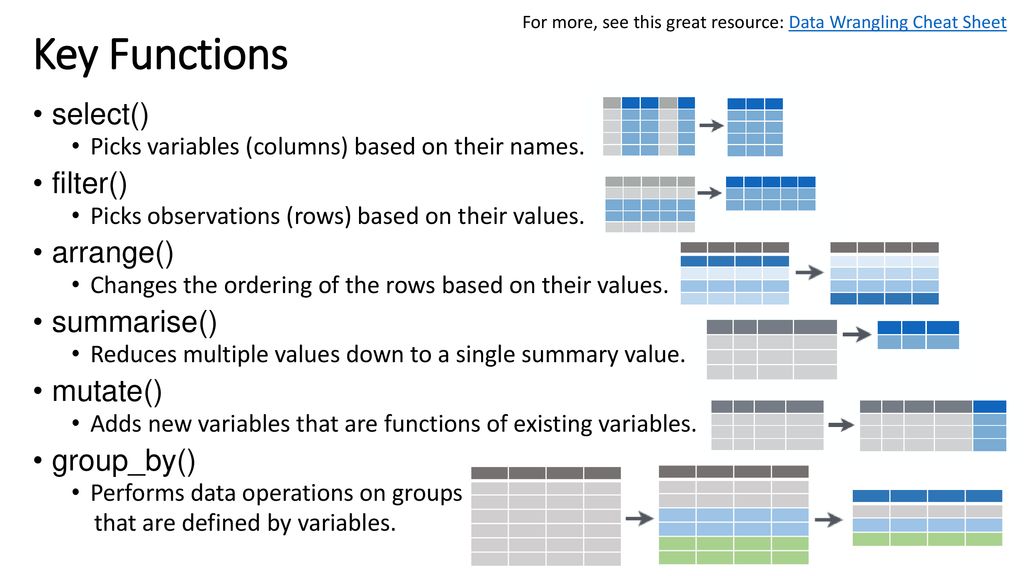 For more, see this great resource: Data Wrangling Cheat Sheet
Key Functions
• select()
• Picks variables (columns) based on their names.
• filter()
• Picks observations (rows) based on their values.
• arrange()
• Changes the ordering of the rows based on their values.
• summarise()
• Reduces multiple values down to a single summary value.
• mutate()
• Adds new variables that are functions of existing variables.
• group_by()
• Performs data operations on groups
that are defined by variables.